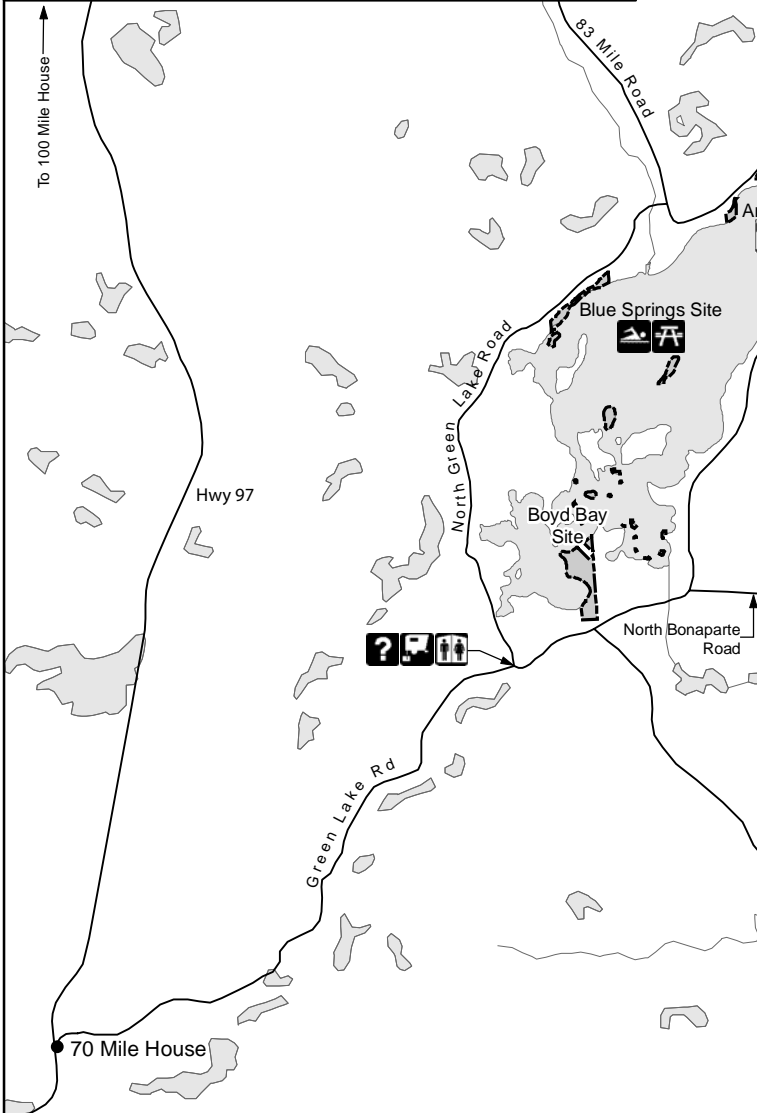 To 100 Mile House
83 Mile Road
Blue Springs Site
North Green Lake Road
Hwy 97
Boyd Bay
Site
North Bonaparte
Road
?
Green Lake Rd
70 Mile House